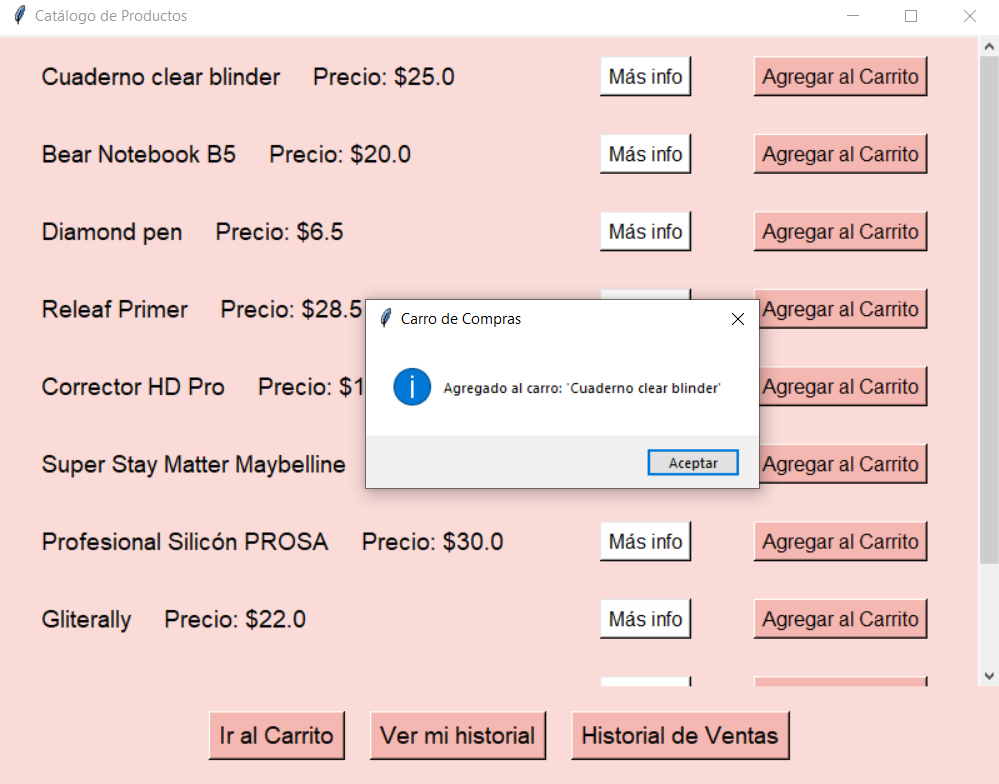 Catálogo de Productos
Cuaderno clear blinder Precio: $25.0 Más info Agregar al Carrito
Bear Notebook B5 Precio: $20.0 Más info Agregar al Carrito
Diamond pen Precio: $6.5 Más info Agregar al Carrito
Releaf Primer Precio: $28.5 Agregar al Carrito
Carro de Compras
Corrector HD Pro Precio: $1 Agregar al Carrito
Agregado al carro: 'Cuaderno clear blinder'
Super Stay Matter Maybelline Agregar al Carrito
Aceptar
Profesional Silicón PROSA Precio: $30.0 Más info Agregar al Carrito
Gliterally Precio: $22.0 Más info Agregar al Carrito
Ir al Carrito Ver mi historial Historial de Ventas